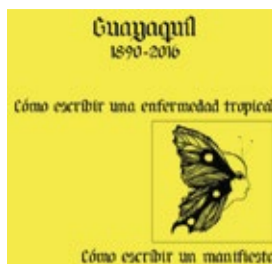 Guayaquil
1890-2016
Cómo escribir una enfermedad tropical
Cómo escribir un manifiesto